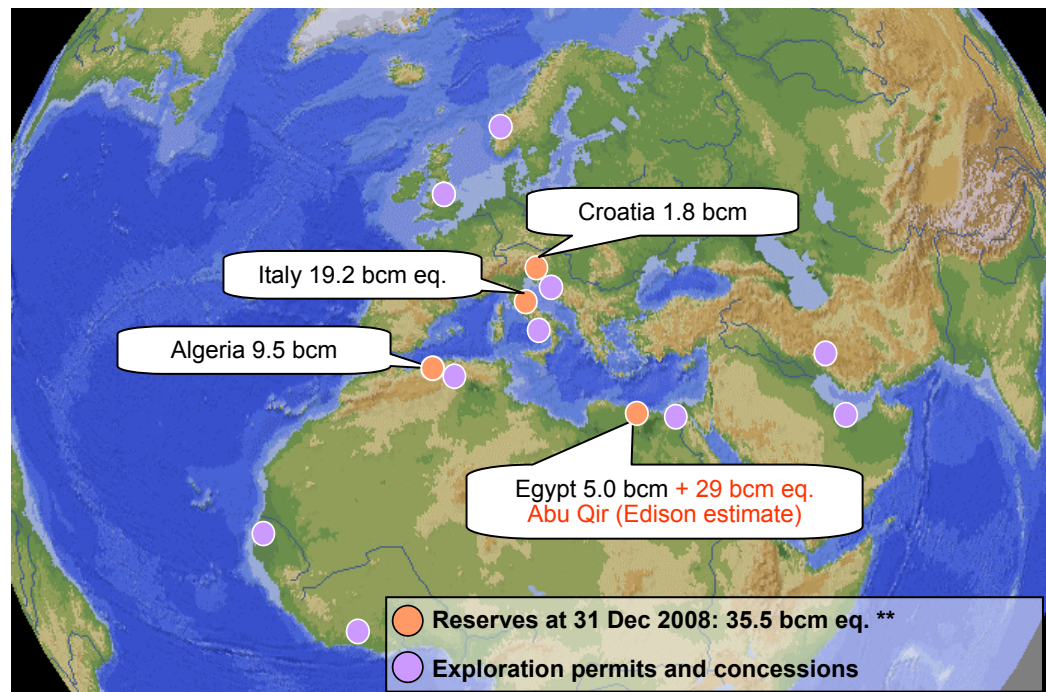 Croatia 1.8 bcm
Italy 19.2 bcm eq.
Algeria 9.5 bcm
Egypt 5.0 bcm + 29 bcm eq.
Abu Qir (Edison estimate)
Reserves at 31 Dec 2008: 35.5 bcm eq. **
Exploration permits and concessions